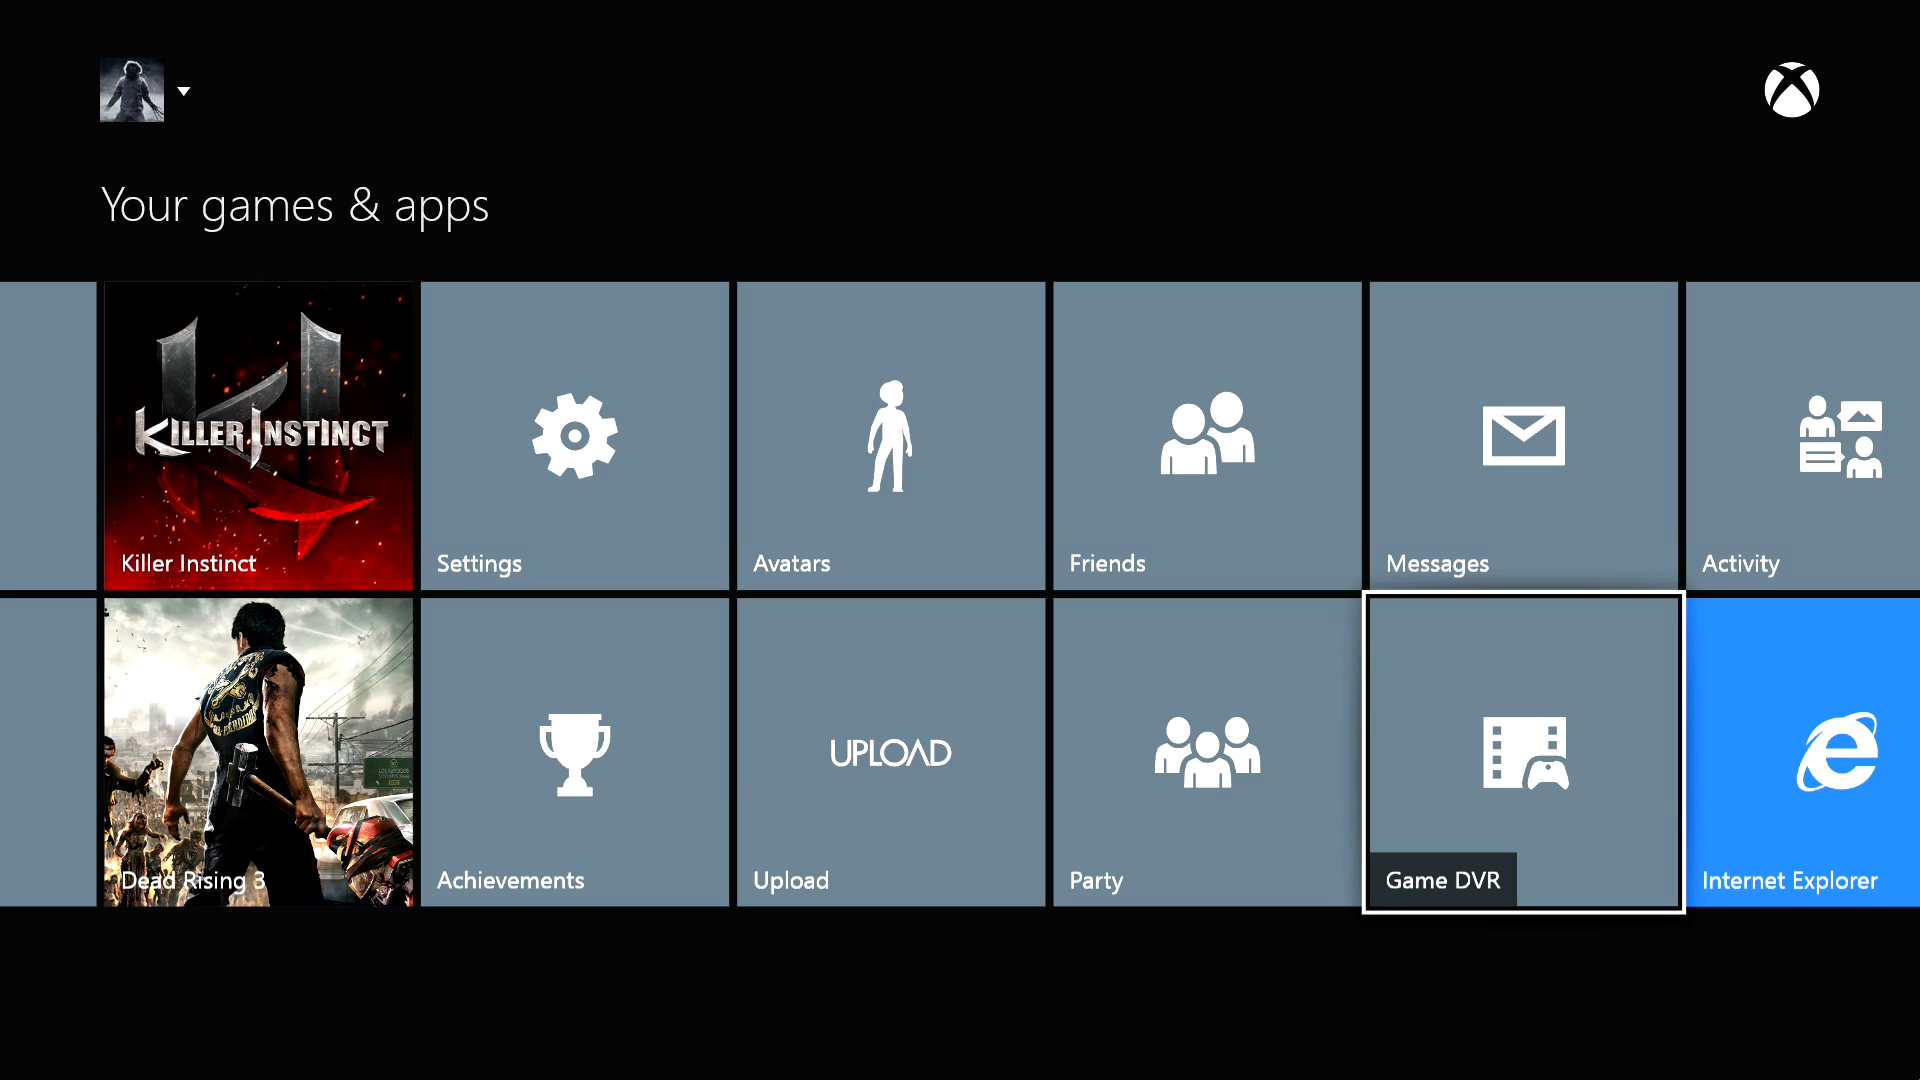 Your games & apps
KILLER INSTINCT
Killer Instinct
Settings
Avatars
Friends
Messages
Activity
Dead Rising 3
Achievements
UPLOAD
Upload
Party
Game DVR
Internet Explorer